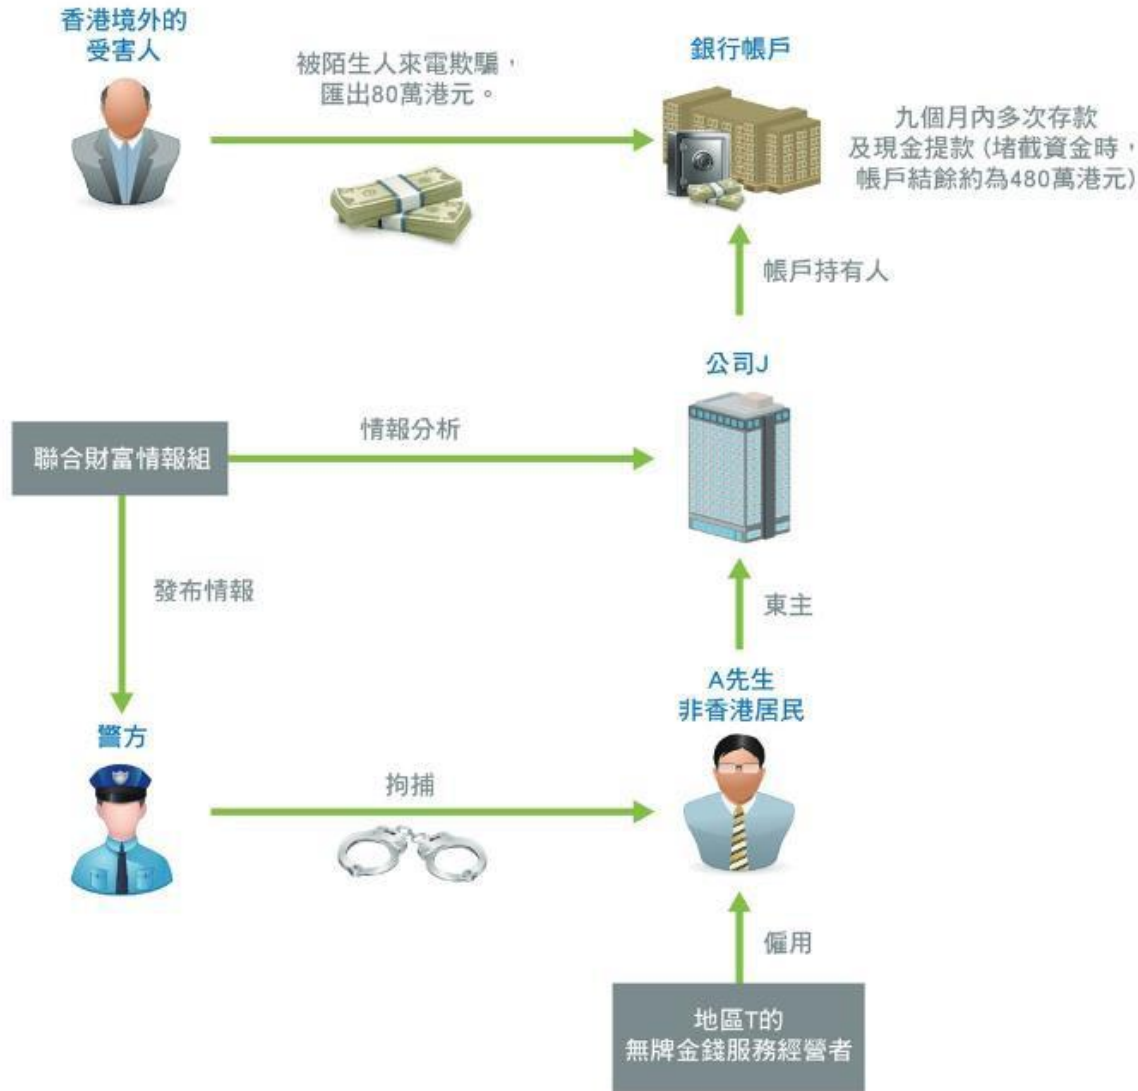 香港境外的
受害人
被陌生人來電欺騙，
匯出80萬港元。
銀行帳戶
九個月內多次存款
及現金提款 (堵截資金時，
帳戶結餘約為480萬港元)
帳戶持有人
公司J
聯合財富情報組
情報分析
發布情報
東主
A先生
非香港居民
警方
拘捕
僱用
地區T的
無牌金錢服務經營者